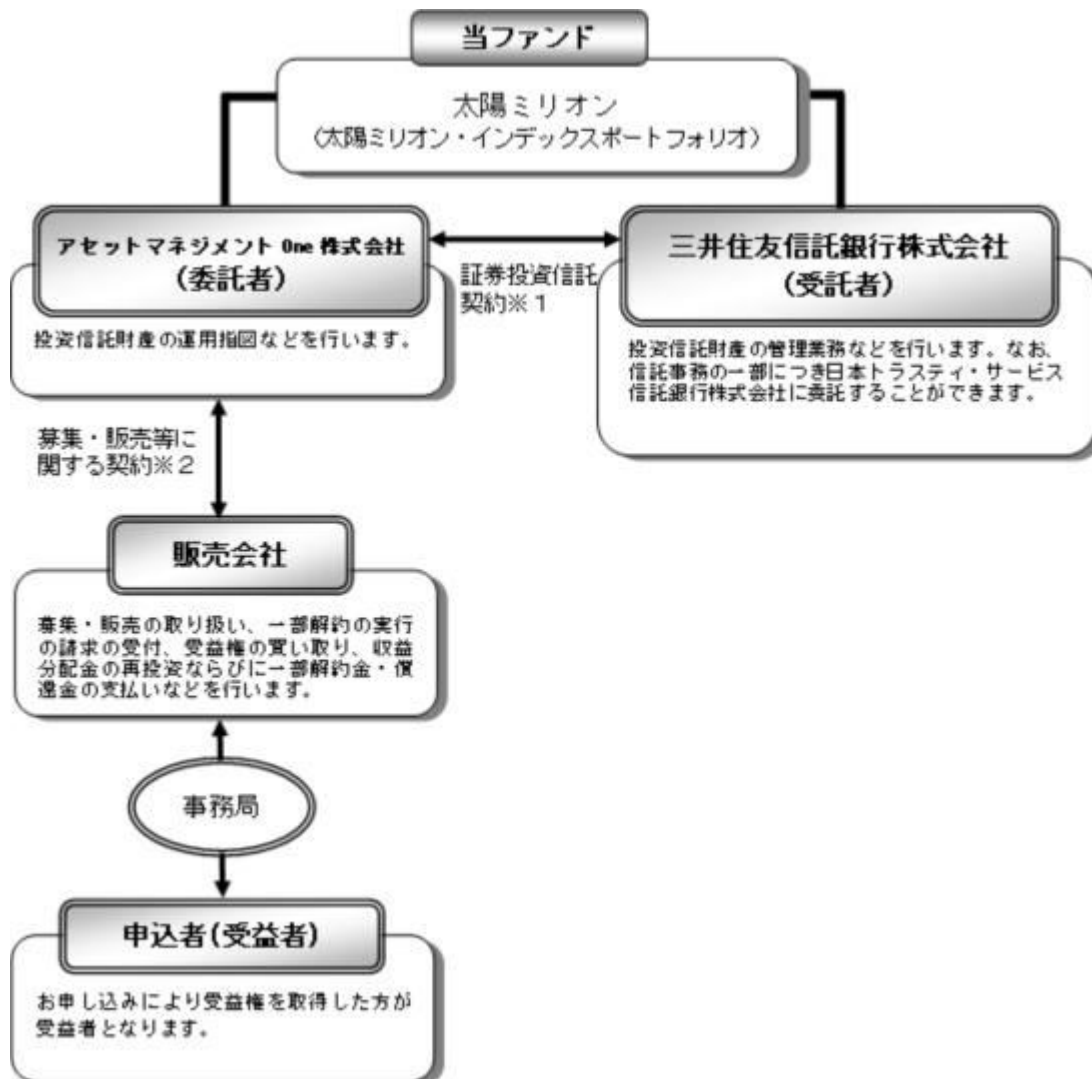 当ファンド
太陽ミリオン
（太陽ミリオン・インデックスポートフォリオ）
アセットマネジメント One 株式会社
（委託者）
投資信託財産の運用指図などを行います。
証券投資信託
契約※１
三井住友信託銀行株式会社
（受託者）
投資信託財産の管理業務などを行います。なお、
信託事務の一部につき日本トラスティ・サービス
信託銀行株式会社に委託することができます。
募集・販売等に
関する契約※２
販売会社
募集・販売の取り扱い、一部解約の実行
の請求の受付、受益権の買い取り、収益
分配金の再投資ならびに一部解約金・償
還金の支払いなどを行います。
事務局
申込者（受益者）
お申し込みにより受益権を取得した方が
受益者となります。